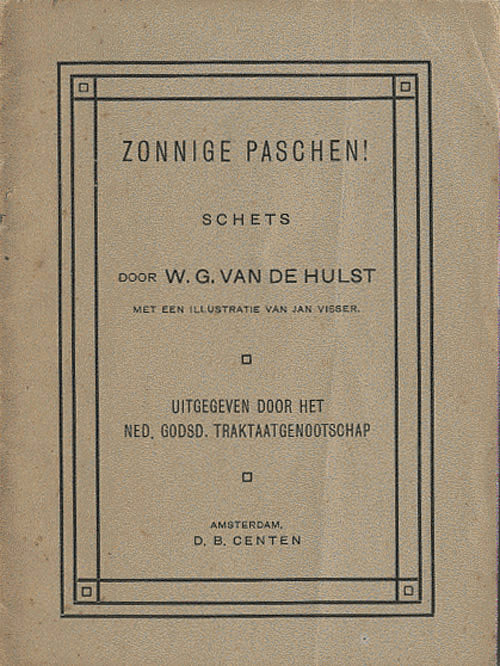 ZONNIGE PASCHEN!
SCHETS
DOOR W. G. VAN DE HULST
MET EEN ILLUSTRATIE VAN JAN VISSER.
UITGEGEVEN DOOR HET
NED. GODSD. TRAKTAATGENOOTSCHAP
AMSTERDAM,
D. B. CENTEN